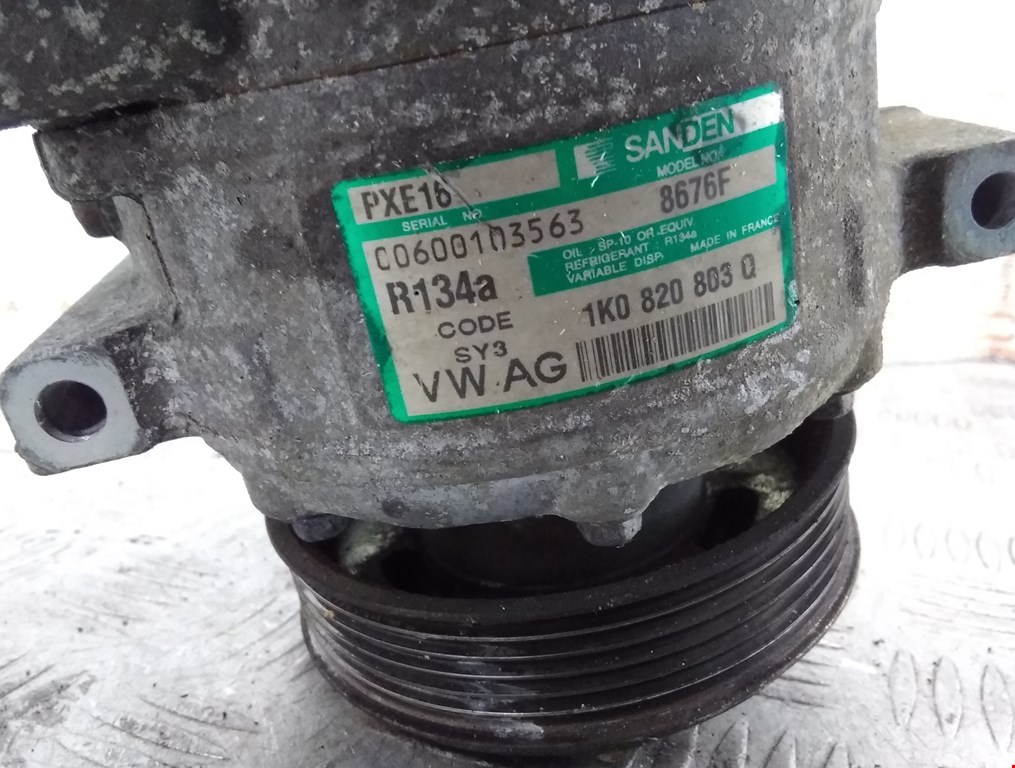 SANDEN
PXE16
MODEL NO.
SERIAL NO.
8676F
00600103563
OIL : SP-10 OR EQUIV.
REFRIGERANT : R134a
VARIABLE DISP. MADE IN FRANCE
R134a
1K0 820 803 Q
CODE
SY3
VW AG